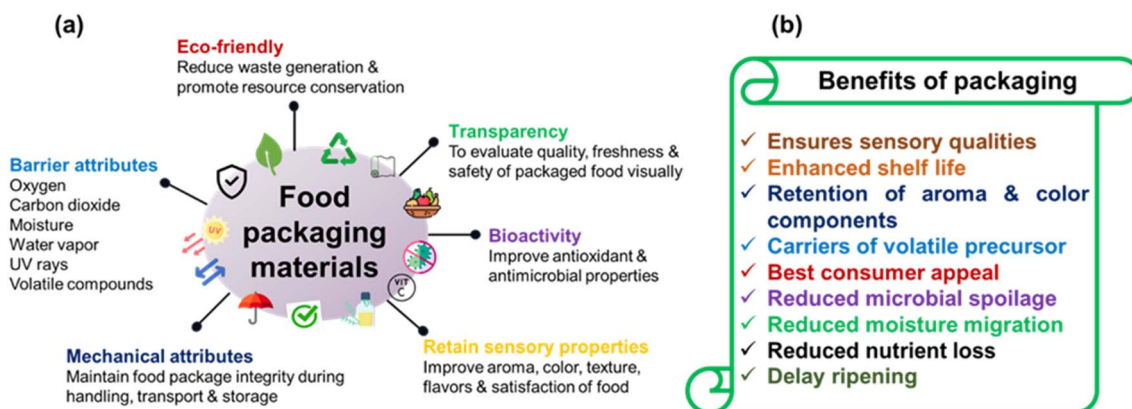 (a)
Eco-friendly
Reduce waste generation &
promote resource conservation
Transparency
To evaluate quality, freshness &
safety of packaged food visually
Barrier attributes
Oxygen
Carbon dioxide
Moisture
Water vapor
UV rays
Volatile compounds
UV
Food
packaging
materials
Bioactivity
Improve antioxidant &
antimicrobial properties
VIT
C
Mechanical attributes
Maintain food package integrity during
handling, transport & storage
Retain sensory properties
Improve aroma, color, texture,
flavors & satisfaction of food
(b)
Benefits of packaging
✓ Ensures sensory qualities
✓ Enhanced shelf life
✓ Retention of aroma & color
components
✓ Carriers of volatile precursor
✓ Best consumer appeal
✓ Reduced microbial spoilage
✓ Reduced moisture migration
✓ Reduced nutrient loss
✓ Delay ripening